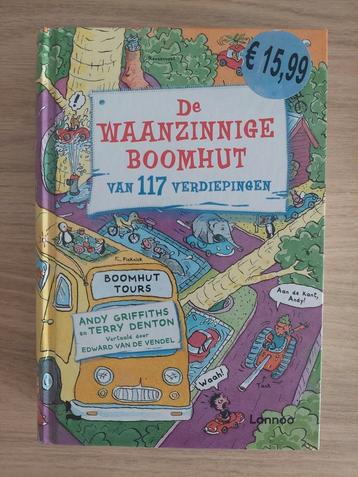 € 15,99
De
WAANZINNIGE
BOOMHUT
VAN 117 VERDIEPINGEN
!
Picknick
BOOMHUT
TOURS
ANDY GRIFFITHS
en TERRY DENTON
Vertaald door
EDWARD VAN DE VENDEL
Aan de kant,
Andy!
Waah!
Lannoo